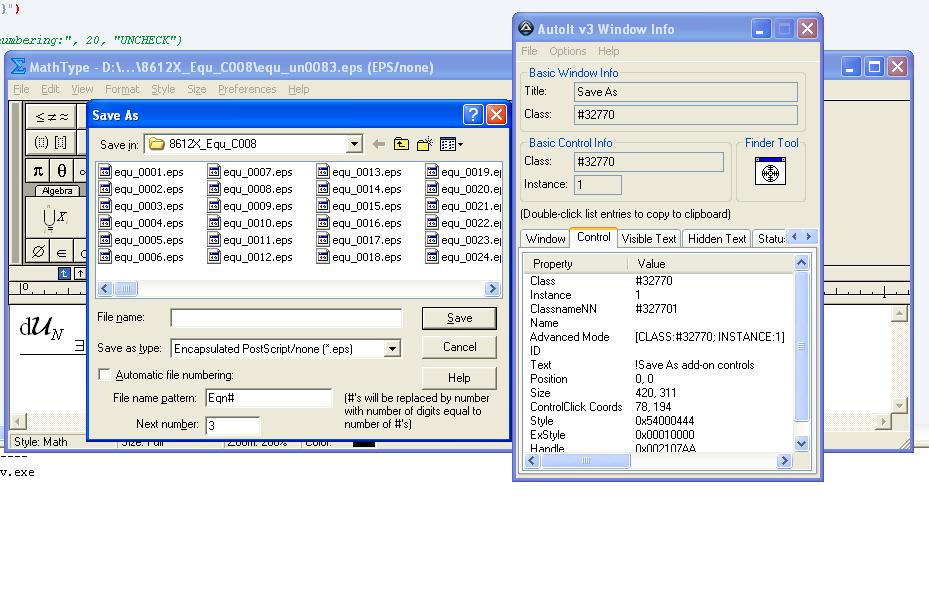 }")
umbering:", 20, "UNCHECK")
MathType - D:\...\8612X_Equ_C008\equ_un0083.eps (EPS/none)
File Edit View Format Style Size Preferences Help
≤ ≠ ≈
π θ
Algebra
∅ ∈
0
du_N
∃
Style: Math Size: Full Zoom: 200% Color:
----
v.exe
Save As
Save in: 8612X_Equ_C008
equ_0001.eps equ_0007.eps equ_0013.eps equ_0019.e
equ_0002.eps equ_0008.eps equ_0014.eps equ_0020.e
equ_0003.eps equ_0009.eps equ_0015.eps equ_0021.e
equ_0004.eps equ_0010.eps equ_0016.eps equ_0022.e
equ_0005.eps equ_0011.eps equ_0017.eps equ_0023.e
equ_0006.eps equ_0012.eps equ_0018.eps equ_0024.e
File name: Save
Save as type: Encapsulated PostScript/none (*.eps) Cancel
Automatic file numbering: Help
File name pattern: Eqn# (#'s will be replaced by number
with number of digits equal to
Next number: 3 number of #'s)
AutoIt v3 Window Info
File Options Help
Basic Window Info
Title: Save As
Class: #32770
Basic Control Info Finder Tool
Class: #32770
Instance: 1
(Double-click list entries to copy to clipboard)
Window Control Visible Text Hidden Text Statu
Property Value
Class #32770
Instance 1
ClassnameNN #327701
Name
Advanced Mode [CLASS:#32770; INSTANCE:1]
ID
Text !Save As add-on controls
Position 0, 0
Size 420, 311
ControlClick Coords 78, 194
Style 0x54000444
ExStyle 0x00010000
Handle 0x002107AA